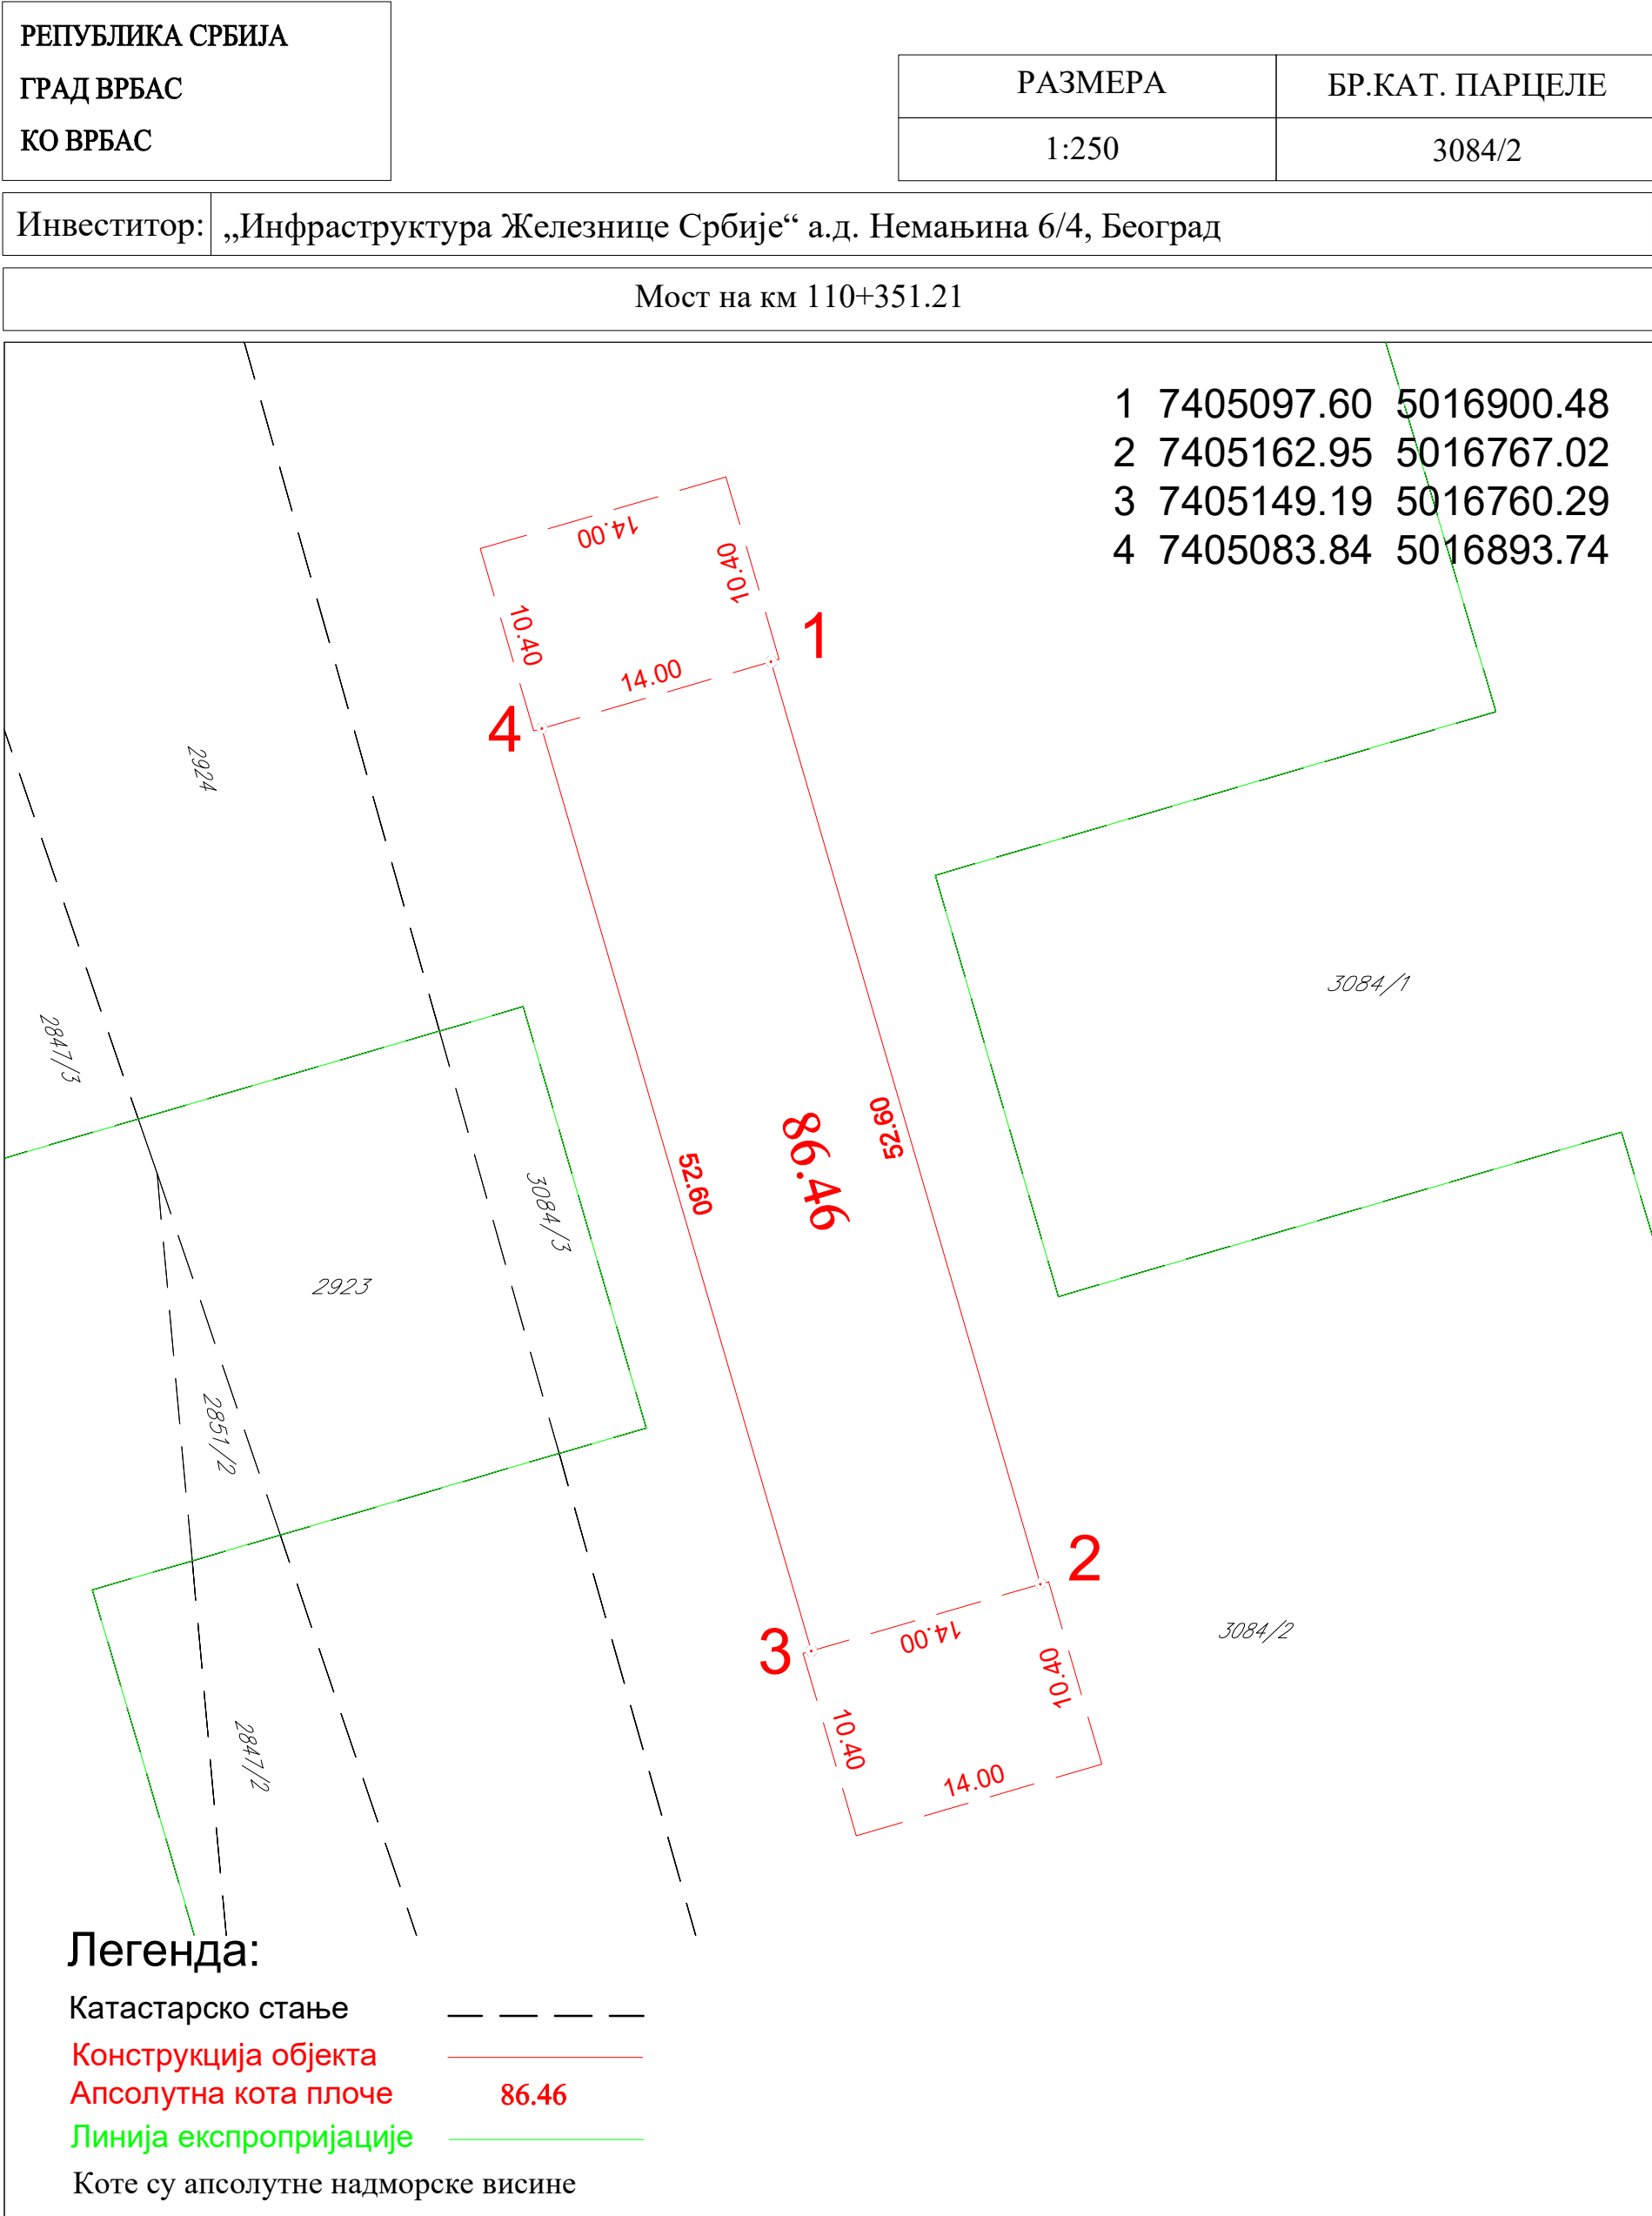 РЕПУБЛИКА СРБИЈА
ГРАД ВРБАС
КО ВРБАС
РАЗМЕРА
БР.КАТ. ПАРЦЕЛЕ
1:250
3084/2
Инвеститор:
„Инфраструктура Железнице Србије“ а.д. Немањина 6/4, Београд
Мост на км 110+351.21
1 7405097.60 5016900.48
2 7405162.95 5016767.02
3 7405149.19 5016760.29
4 7405083.84 5016893.74
14.00
10.40
10.40
1
14.00
4
2924
3084/1
2847/3
52.60
86.46
52.60
3084/3
2923
2851/2
2
3
14.00
3084/2
10.40
10.40
2847/2
14.00
Легенда:
Катастарско стање
Конструкција објекта
Апсолутна кота плоче 86.46
Линија експропријације
Коте су апсолутне надморске висине